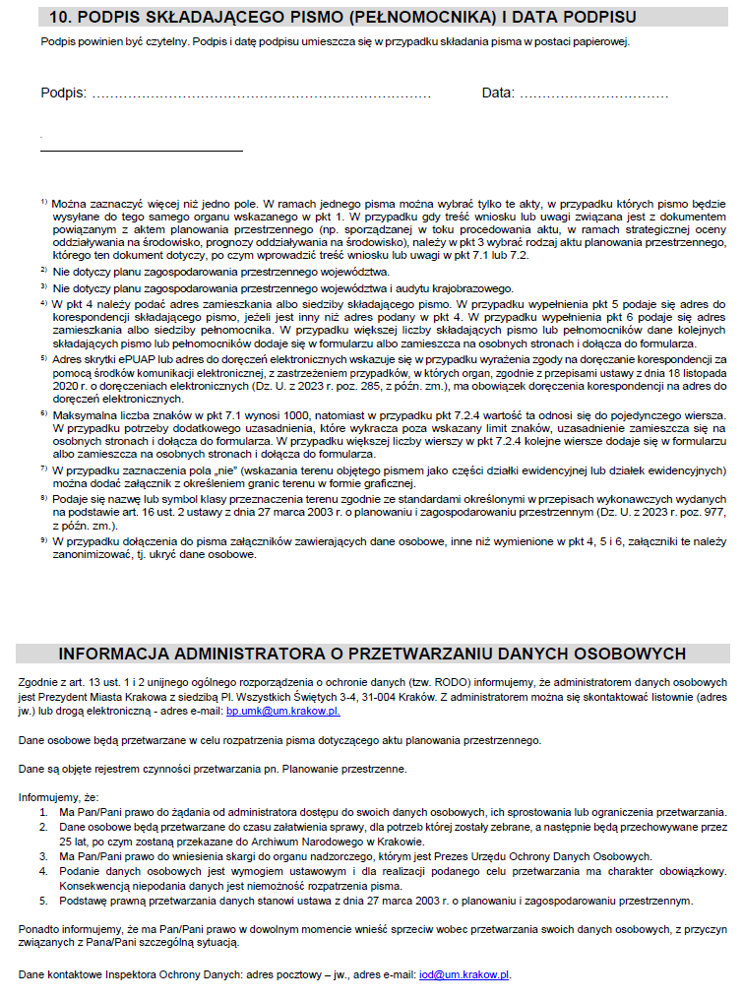 10. PODPIS SKŁADAJĄCEGO PISMO (PEŁNOMOCNIKA) I DATA PODPISU
Podpis powinien być czytelny. Podpis i datę podpisu umieszcza się w przypadku składania pisma w postaci papierowej.
Podpis: ………………………………………………………………… Data: ……………………………
1) Można zaznaczyć więcej niż jedno pole. W ramach jednego pisma można wybrać tylko te akty, w przypadku których pismo będzie
wysyłane do tego samego organu wskazanego w pkt 1. W przypadku gdy treść wniosku lub uwagi związana jest z dokumentem
powiązanym z aktem planowania przestrzennego (np. sporządzanej w toku procedowania aktu, w ramach strategicznej oceny
oddziaływania na środowisko, prognozy oddziaływania na środowisko), należy w pkt 3 wybrać rodzaj aktu planowania przestrzennego,
którego ten dokument dotyczy, po czym wprowadzić treść wniosku lub uwagi w pkt 7.1 lub 7.2.
2) Nie dotyczy planu zagospodarowania przestrzennego województwa.
3) Nie dotyczy planu zagospodarowania przestrzennego województwa i audytu krajobrazowego.
4) W pkt 4 należy podać adres zamieszkania albo siedziby składającego pismo. W przypadku wypełnienia pkt 5 podaje się adres do
korespondencji składającego pismo, jeżeli jest inny niż adres podany w pkt 4. W przypadku wypełnienia pkt 6 podaje się adres
zamieszkania albo siedziby pełnomocnika. W przypadku większej liczby składających pismo lub pełnomocników dane kolejnych
składających pismo lub pełnomocników dodaje się w formularzu albo zamieszcza na osobnych stronach i dołącza do formularza.
5) Adres skrytki ePUAP lub adres do doręczeń elektronicznych wskazuje się w przypadku wyrażenia zgody na doręczanie korespondencji za
pomocą środków komunikacji elektronicznej, z zastrzeżeniem przypadków, w których organ, zgodnie z przepisami ustawy z dnia 18 listopada
2020 r. o doręczeniach elektronicznych (Dz. U. z 2023 r. poz. 285, z późn. zm.), ma obowiązek doręczenia korespondencji na adres do
doręczeń elektronicznych.
6) Maksymalna liczba znaków w pkt 7.1 wynosi 1000, natomiast w przypadku pkt 7.2.4 wartość ta odnosi się do pojedynczego wiersza.
W przypadku potrzeby dodatkowego uzasadnienia, które wykracza poza wskazany limit znaków, uzasadnienie zamieszcza się na
osobnych stronach i dołącza do formularza. W przypadku większej liczby wierszy w pkt 7.2.4 kolejne wiersze dodaje się w formularzu
albo zamieszcza na osobnych stronach i dołącza do formularza.
7) W przypadku zaznaczenia pola „nie” (wskazania terenu objętego pismem jako części działki ewidencyjnej lub działek ewidencyjnych)
można dodać załącznik z określeniem granic terenu w formie graficznej.
8) Podaje się nazwę lub symbol klasy przeznaczenia terenu zgodnie ze standardami określonymi w przepisach wykonawczych wydanych
na podstawie art. 16 ust. 2 ustawy z dnia 27 marca 2003 r. o planowaniu i zagospodarowaniu przestrzennym (Dz. U. z 2023 r. poz. 977,
z późn. zm.).
9) W przypadku dołączenia do pisma załączników zawierających dane osobowe, inne niż wymienione w pkt 4, 5 i 6, załączniki te należy
zanonimizować, tj. ukryć dane osobowe.
INFORMACJA ADMINISTRATORA O PRZETWARZANIU DANYCH OSOBOWYCH
Zgodnie z art. 13 ust. 1 i 2 unijnego ogólnego rozporządzenia o ochronie danych (tzw. RODO) informujemy, że administratorem danych osobowych
jest Prezydent Miasta Krakowa z siedzibą Pl. Wszystkich Świętych 3-4, 31-004 Kraków. Z administratorem można się skontaktować listownie (adres
jw.) lub drogą elektroniczną - adres e-mail: bp.umk@um.krakow.pl.
Dane osobowe będą przetwarzane w celu rozpatrzenia pisma dotyczącego aktu planowania przestrzennego.
Dane są objęte rejestrem czynności przetwarzania pn. Planowanie przestrzenne.
Informujemy, że:
1. Ma Pan/Pani prawo do żądania od administratora dostępu do swoich danych osobowych, ich sprostowania lub ograniczenia przetwarzania.
2. Dane osobowe będą przetwarzane do czasu załatwienia sprawy, dla potrzeb której zostały zebrane, a następnie będą przechowywane przez
25 lat, po czym zostaną przekazane do Archiwum Narodowego w Krakowie.
3. Ma Pan/Pani prawo do wniesienia skargi do organu nadzorczego, którym jest Prezes Urzędu Ochrony Danych Osobowych.
4. Podanie danych osobowych jest wymogiem ustawowym i dla realizacji podanego celu przetwarzania ma charakter obowiązkowy.
Konsekwencją niepodania danych jest niemożność rozpatrzenia pisma.
5. Podstawę prawną przetwarzania danych stanowi ustawa z dnia 27 marca 2003 r. o planowaniu i zagospodarowaniu przestrzennym.
Ponadto informujemy, że ma Pan/Pani prawo w dowolnym momencie wnieść sprzeciw wobec przetwarzania swoich danych osobowych, z przyczyn
związanych z Pana/Pani szczególną sytuacją.
Dane kontaktowe Inspektora Ochrony Danych: adres pocztowy – jw., adres e-mail: iod@um.krakow.pl.